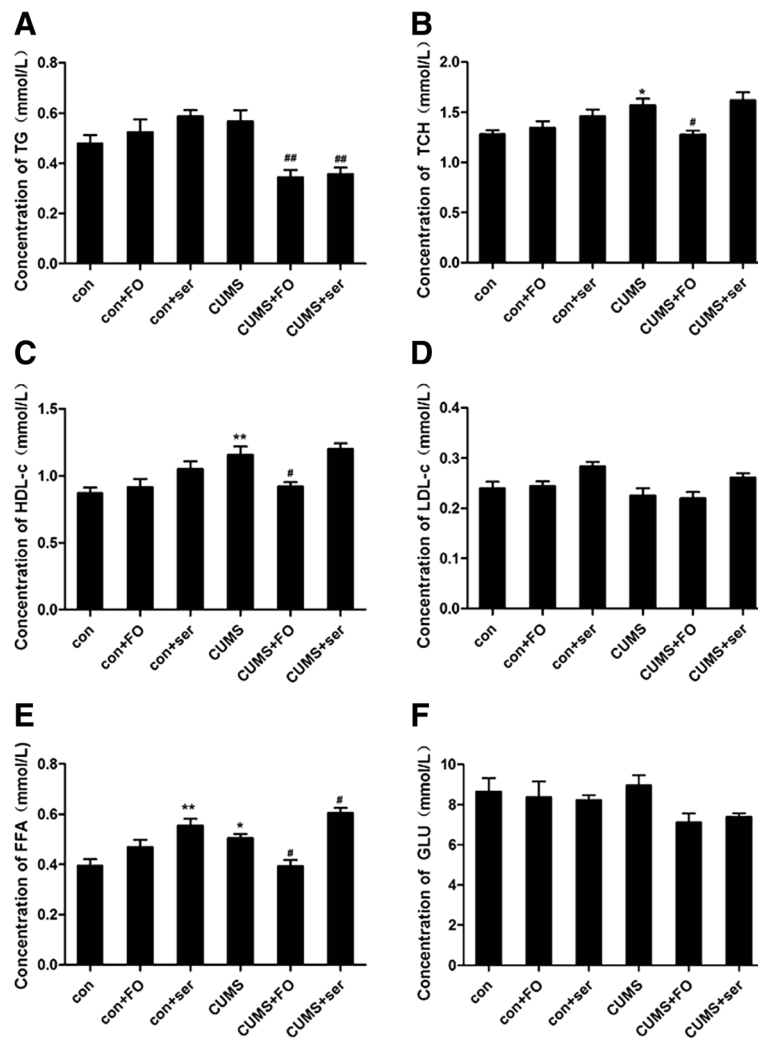 A
Concentration of TG (mmol/L)
0.8
0.6
0.4
0.2
0.0
##
##
con
con+FO
con+ser
CUMS
CUMS+FO
CUMS+ser
B
Concentration of TCH (mmol/L)
2.0
1.5
1.0
0.5
0.0
*
#
con
con+FO
con+ser
CUMS
CUMS+FO
CUMS+ser
C
Concentration of HDL-c (mmol/L)
1.5
1.0
0.5
0.0
**
#
con
con+FO
con+ser
CUMS
CUMS+FO
CUMS+ser
D
Concentration of LDL-c (mmol/L)
0.4
0.3
0.2
0.1
0.0
con
con+FO
con+ser
CUMS
CUMS+FO
CUMS+ser
E
Concentration of FFA (mmol/L)
0.8
0.6
0.4
0.2
0.0
**
*
#
#
con
con+FO
con+ser
CUMS
CUMS+FO
CUMS+ser
F
Concentration of GLU (mmol/L)
10
8
6
4
2
0
con
con+FO
con+ser
CUMS
CUMS+FO
CUMS+ser